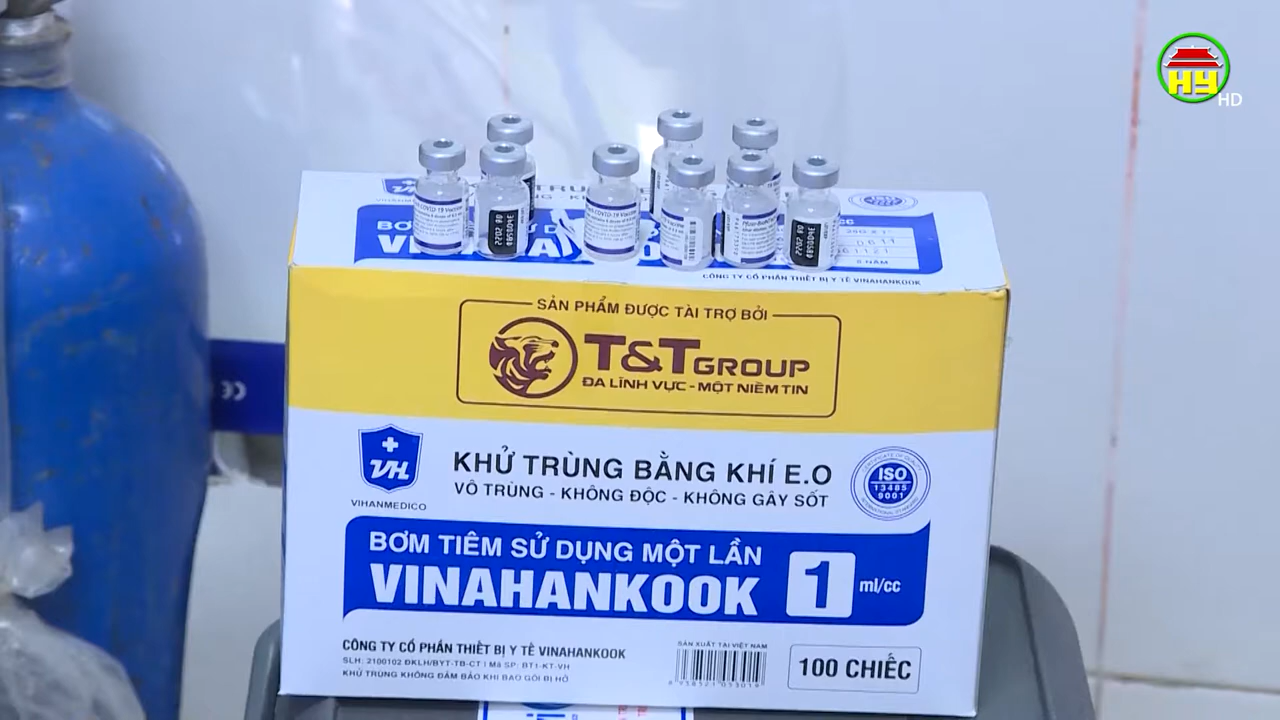 HY
HD
CÔNG TY CỔ PHẦN THIẾT BỊ Y TẾ VINAHANKOOK
SẢN PHẨM ĐƯỢC TÀI TRỢ BỞI
T&T GROUP
ĐA LĨNH VỰC - MỘT NIỀM TIN
VH
VIHANMEDICO
KHỬ TRÙNG BẰNG KHÍ E.O
VÔ TRÙNG - KHÔNG ĐỘC - KHÔNG GÂY SỐT
ISO
13485
9001
BƠM TIÊM SỬ DỤNG MỘT LẦN
VINAHANKOOK
1 ml/cc
CÔNG TY CỔ PHẦN THIẾT BỊ Y TẾ VINAHANKOOK
SLH: 2100102 ĐKLH/BYT-TB-CT | Mã SP: BT1-KT-VH
KHỬ TRÙNG KHÔNG ĐẢM BẢO KHI BAO GÓI BỊ HỞ
SẢN XUẤT TẠI VIỆT NAM
100 CHIẾC